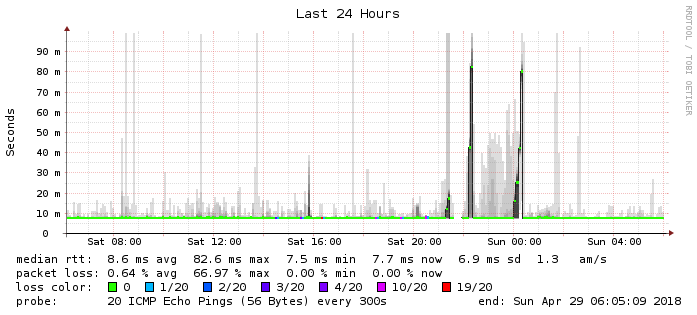 Last 24 Hours
RRDTOOL / TOBI OETIKER
Seconds
90 m
80 m
70 m
60 m
50 m
40 m
30 m
20 m
10 m
0
Sat 08:00 Sat 12:00 Sat 16:00 Sat 20:00 Sun 00:00 Sun 04:00
median rtt: 8.6 ms avg 82.6 ms max 7.5 ms min 7.7 ms now 6.9 ms sd 1.3 am/s
packet loss: 0.64 % avg 66.97 % max 0.00 % min 0.00 % now
loss color: 0 1/20 2/20 3/20 4/20 10/20 19/20
probe: 20 ICMP Echo Pings (56 Bytes) every 300s end: Sun Apr 29 06:05:09 2018